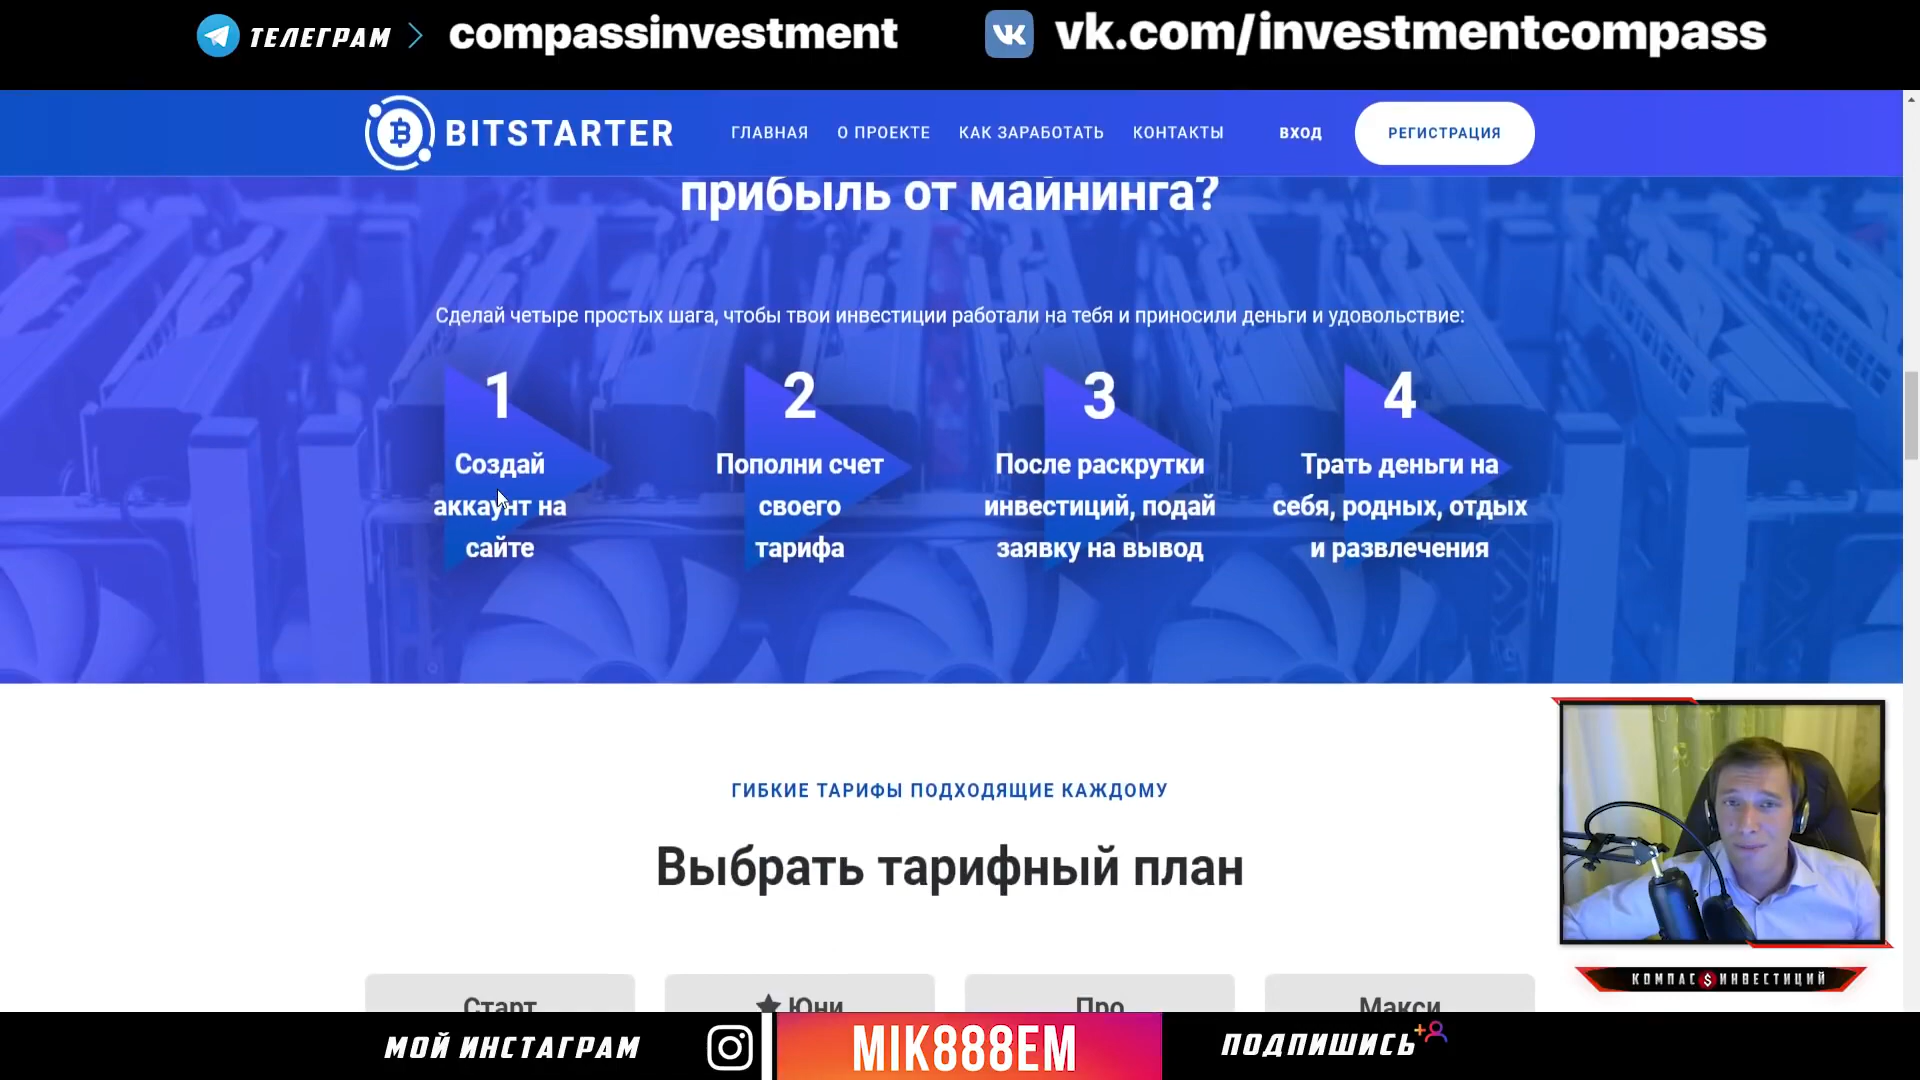 ТЕЛЕГРАМ > compassinvestment
vk.com/investmentcompass
BITSTARTER
ГЛАВНАЯ О ПРОЕКТЕ КАК ЗАРАБОТАТЬ КОНТАКТЫ ВХОД РЕГИСТРАЦИЯ
прибыль от майнинга?
Сделай четыре простых шага, чтобы твои инвестиции работали на тебя и приносили деньги и удовольствие:
1
Создай
аккаунт на
сайте
2
Пополни счет
своего
тарифа
3
После раскрутки
инвестиций, подай
заявку на вывод
4
Трать деньги на
себя, родных, отдых
и развлечения
ГИБКИЕ ТАРИФЫ ПОДХОДЯЩИЕ КАЖДОМУ
Выбрать тарифный план
Старт
Юни
Про
Макси
КОМПАС $ ИНВЕСТИЦИЙ
МОЙ ИНСТАГРАМ
MIK888EM
ПОДПИШИСЬ